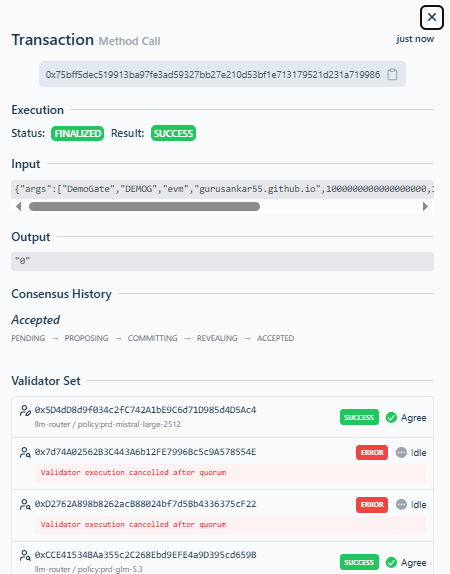 Transaction Method Call
just now
0x75bff5dec519913ba97fe3ad59327bb27e210d53bf1e713179521d231a719986
Execution
Status: FINALIZED Result: SUCCESS
Input
{"args":["DemoGate","DEMOG","evm","gurusankar55.github.io",1000000000000000000,
Output
"0"
Consensus History
Accepted
PENDING → PROPOSING → COMMITTING → REVEALING → ACCEPTED
Validator Set
0x5D4dD8d9f034c2fC742A1bE9C6d71D985d4D5Ac4
SUCCESS Agree
llm-router / policy:prd-mistral-large-2512
0x7d74A02562B3C443A6b12FE7996Bc5c9A578554E
ERROR Idle
Validator execution cancelled after quorum
0xD2762A898b8262acB88024bf7d5Bb4336375cF22
ERROR Idle
Validator execution cancelled after quorum
0xCCE41534BAa355c2C268Ebd9EFE4a9D395cd659B
SUCCESS Agree
llm-router / policy:prd-glm-5.3